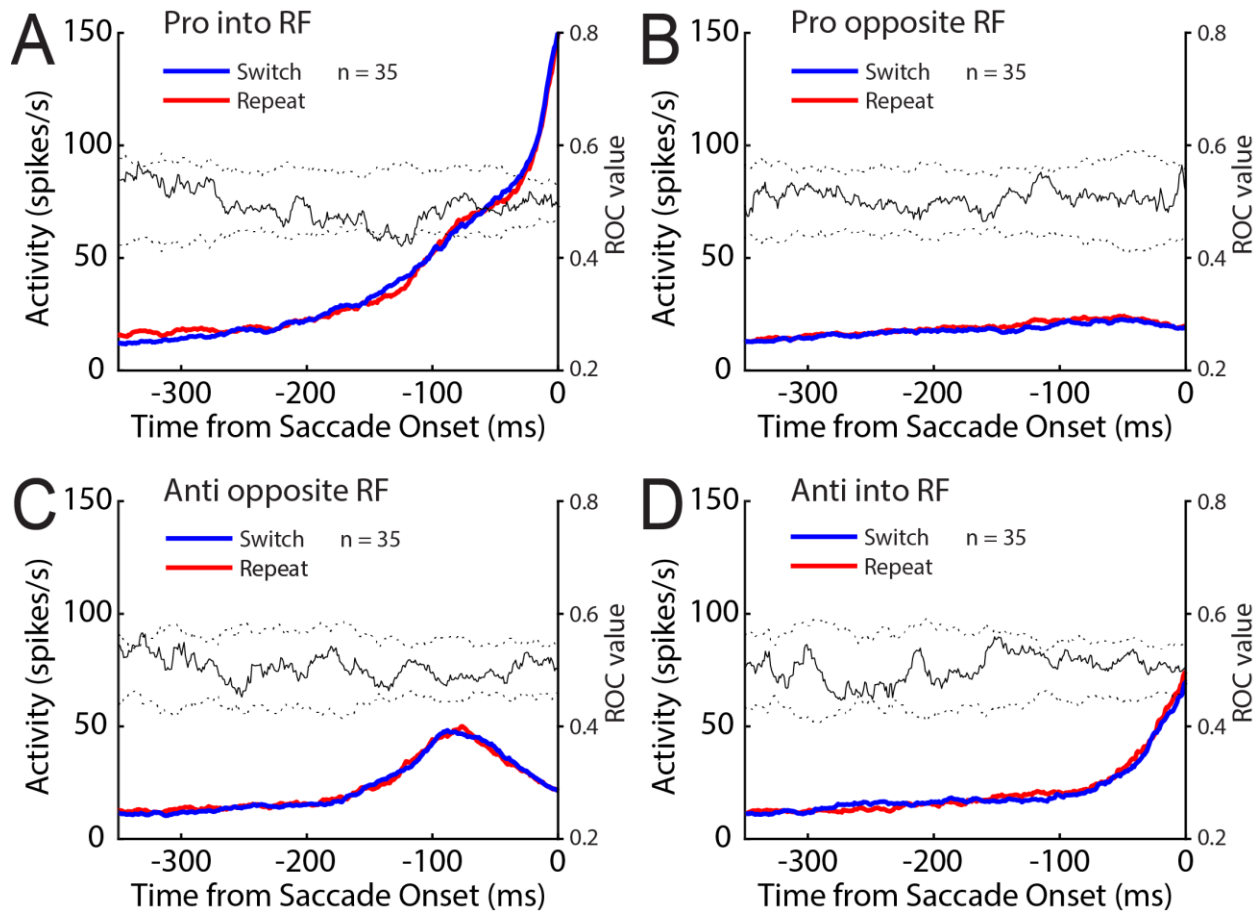 A
Pro into RF
Switch n = 35
Repeat
150
100
50
0
Activity (spikes/s)
0.8
0.6
0.4
0.2
ROC value
-300 -200 -100 0
Time from Saccade Onset (ms)
B
Pro opposite RF
Switch n = 35
Repeat
150
100
50
0
Activity (spikes/s)
0.8
0.6
0.4
0.2
ROC value
-300 -200 -100 0
Time from Saccade Onset (ms)
C
Anti opposite RF
Switch n = 35
Repeat
150
100
50
0
Activity (spikes/s)
0.8
0.6
0.4
0.2
ROC value
-300 -200 -100 0
Time from Saccade Onset (ms)
D
Anti into RF
Switch n = 35
Repeat
150
100
50
0
Activity (spikes/s)
0.8
0.6
0.4
0.2
ROC value
-300 -200 -100 0
Time from Saccade Onset (ms)